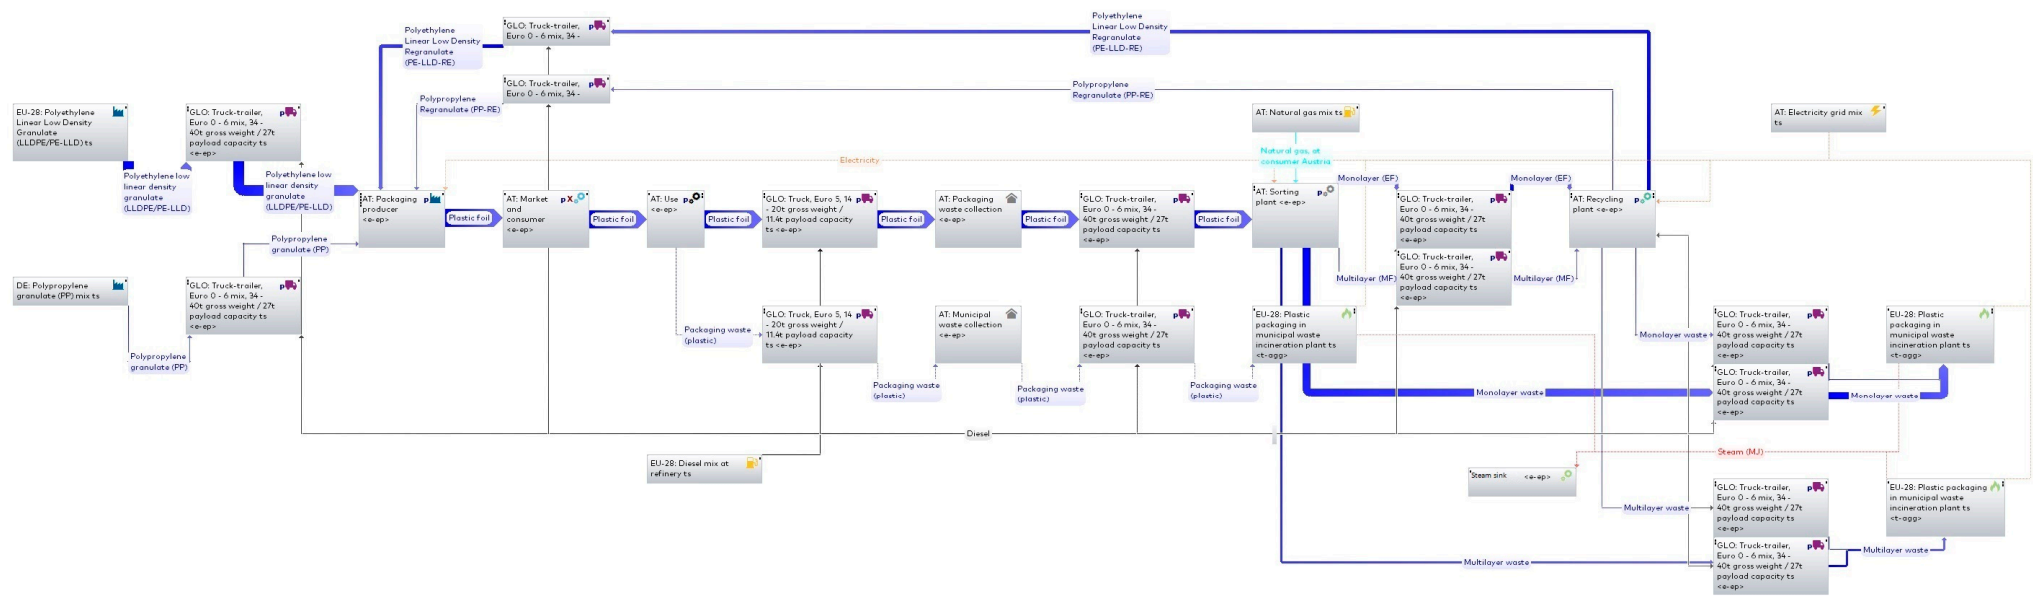 Polyethylene
Linear Low Density
Regranulate
(PE-LLD-RE)
GLO: Truck-trailer,
Euro 0 - 6 mix, 34 -
Polyethylene
Linear Low Density
Regranulate
(PE-LLD-RE)
GLO: Truck-trailer,
Euro 0 - 6 mix, 34 -
Polypropylene
Regranulate (PP-RE)
Polypropylene
Regranulate (PP-RE)
EU-28: Polyethylene
Linear Low Density
Granulate
(LLDPE/PE-LLD) ts
GLO: Truck-trailer,
Euro 0 - 6 mix, 34 -
40t gross weight / 27t
payload capacity ts
<e-ep>
AT: Natural gas mix ts
AT: Electricity grid mix
ts
Natural gas, at
consumer Austria
Electricity
Polyethylene low
linear density
granulate
(LLDPE/PE-LLD)
Polyethylene low
linear density
granulate
(LLDPE/PE-LLD)
AT: Packaging
producer
<e-ep>
Plastic foil
AT: Market
and
consumer
<e-ep>
Plastic foil
AT: Use
<e-ep>
Plastic foil
GLO: Truck, Euro 5, 14
- 20t gross weight /
11.4t payload capacity
ts <e-ep>
Plastic foil
AT: Packaging
waste collection
<e-ep>
Plastic foil
GLO: Truck-trailer,
Euro 0 - 6 mix, 34 -
40t gross weight / 27t
payload capacity ts
<e-ep>
Plastic foil
AT: Sorting
plant <e-ep>
Monolayer (EF)
GLO: Truck-trailer,
Euro 0 - 6 mix, 34 -
40t gross weight / 27t
payload capacity ts
<e-ep>
Monolayer (EF)
AT: Recycling
plant <e-ep>
Multilayer (MF)
GLO: Truck-trailer,
Euro 0 - 6 mix, 34 -
40t gross weight / 27t
payload capacity ts
<e-ep>
Multilayer (MF)
Polypropylene
granulate (PP)
DE: Polypropylene
granulate (PP) mix ts
GLO: Truck-trailer,
Euro 0 - 6 mix, 34 -
40t gross weight / 27t
payload capacity ts
<e-ep>
Polypropylene
granulate (PP)
Packaging waste
(plastic)
GLO: Truck, Euro 5, 14
- 20t gross weight /
11.4t payload capacity
ts <e-ep>
Packaging waste
(plastic)
AT: Municipal
waste collection
<e-ep>
Packaging waste
(plastic)
GLO: Truck-trailer,
Euro 0 - 6 mix, 34 -
40t gross weight / 27t
payload capacity ts
<e-ep>
Packaging waste
(plastic)
EU-28: Plastic
packaging in
municipal waste
incineration plant ts
<t-agg>
Monolayer waste
GLO: Truck-trailer,
Euro 0 - 6 mix, 34 -
40t gross weight / 27t
payload capacity ts
<e-ep>
EU-28: Plastic
packaging in
municipal waste
incineration plant ts
<t-agg>
Monolayer waste
GLO: Truck-trailer,
Euro 0 - 6 mix, 34 -
40t gross weight / 27t
payload capacity ts
<e-ep>
Monolayer waste
Diesel
EU-28: Diesel mix at
refinery ts
Steam (MJ)
Steam sink <e-ep>
Multilayer waste
GLO: Truck-trailer,
Euro 0 - 6 mix, 34 -
40t gross weight / 27t
payload capacity ts
<e-ep>
EU-28: Plastic packaging
in municipal waste
incineration plant ts
<t-agg>
Multilayer waste
GLO: Truck-trailer,
Euro 0 - 6 mix, 34 -
40t gross weight / 27t
payload capacity ts
<e-ep>
Multilayer waste